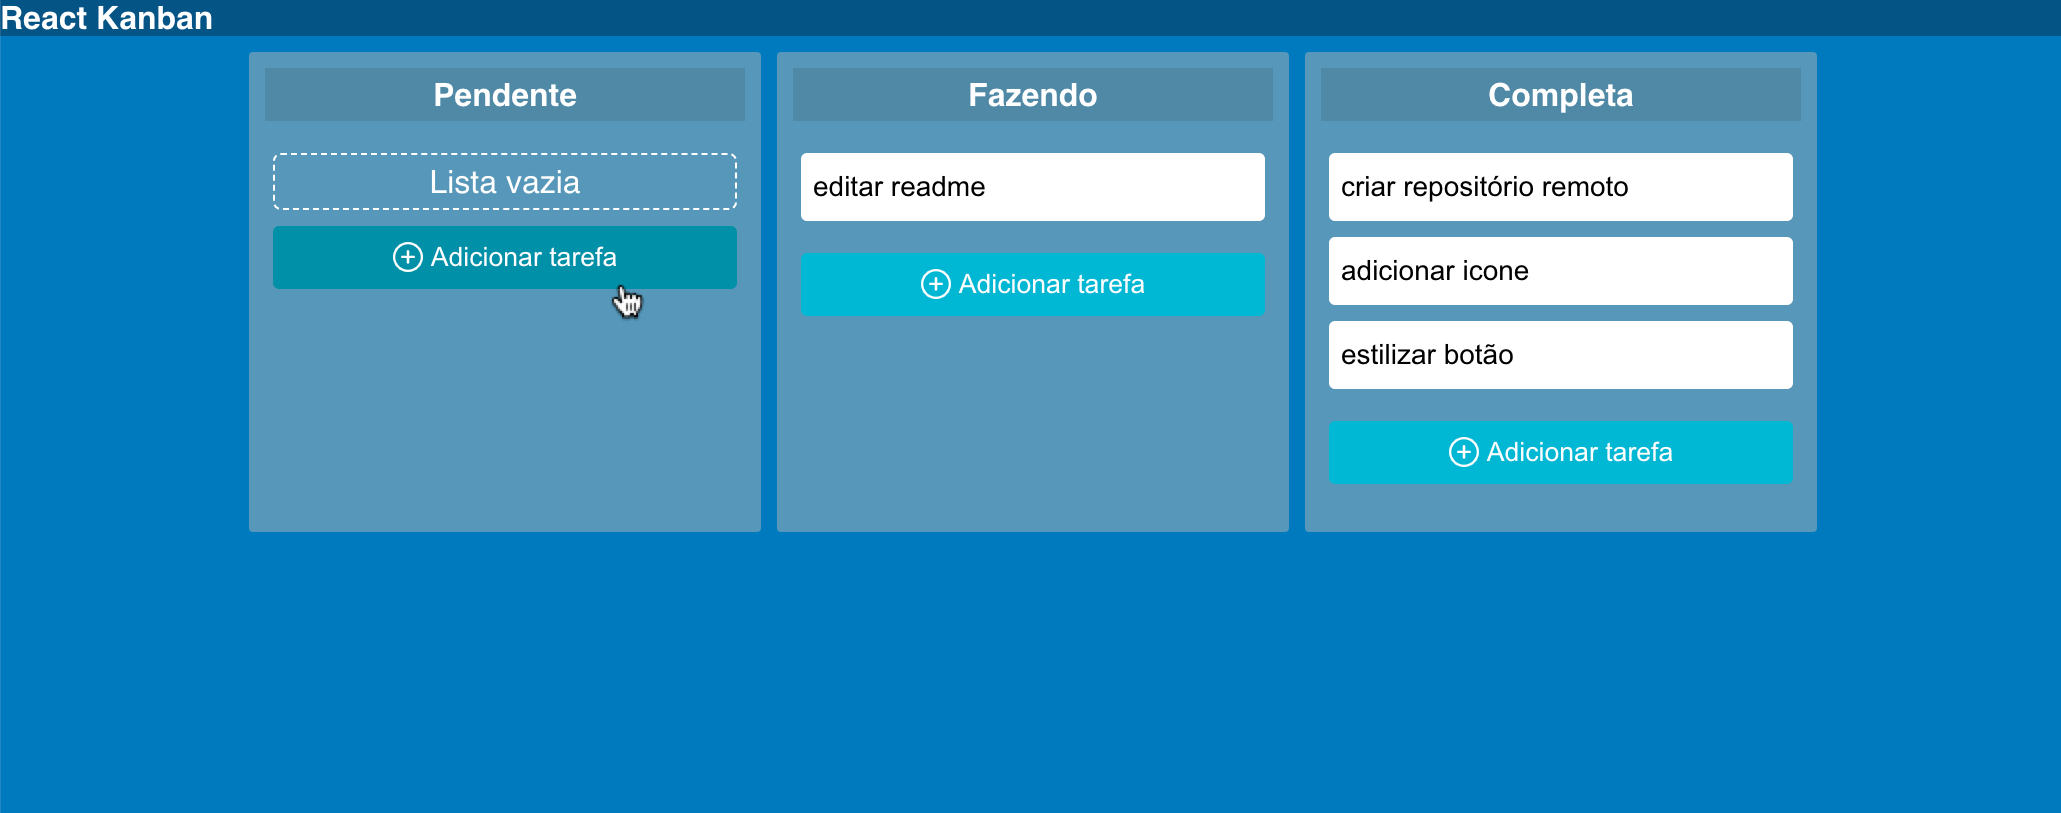 React Kanban
Pendente
Lista vazia
Adicionar tarefa
Fazendo
editar readme
Adicionar tarefa
Completa
criar repositório remoto
adicionar icone
estilizar botão
Adicionar tarefa